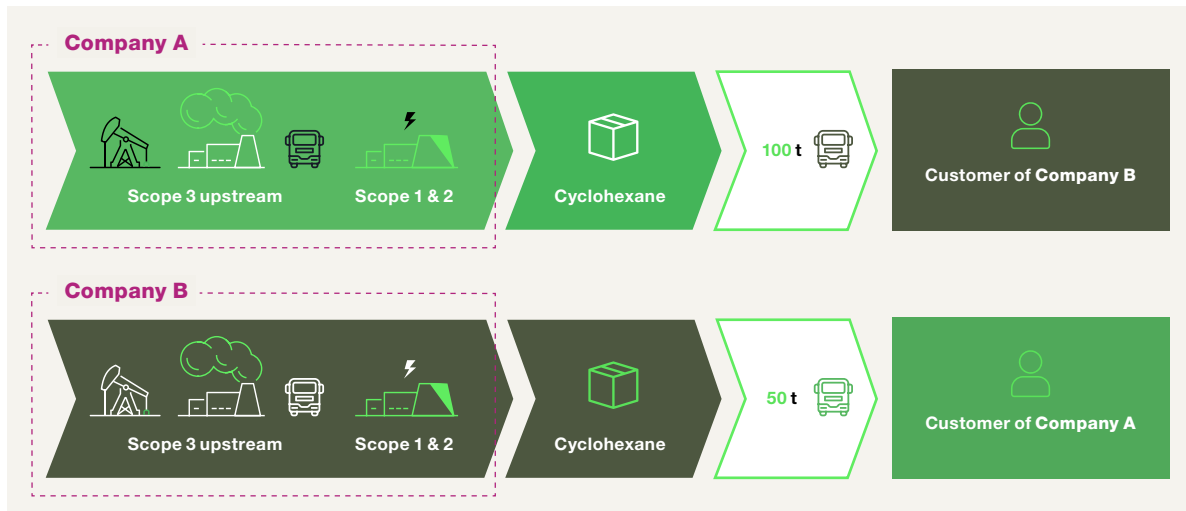 Company A
Scope 3 upstream
Scope 1 & 2
Cyclohexane
100 t
Customer of Company B
Company B
Scope 3 upstream
Scope 1 & 2
Cyclohexane
50 t
Customer of Company A